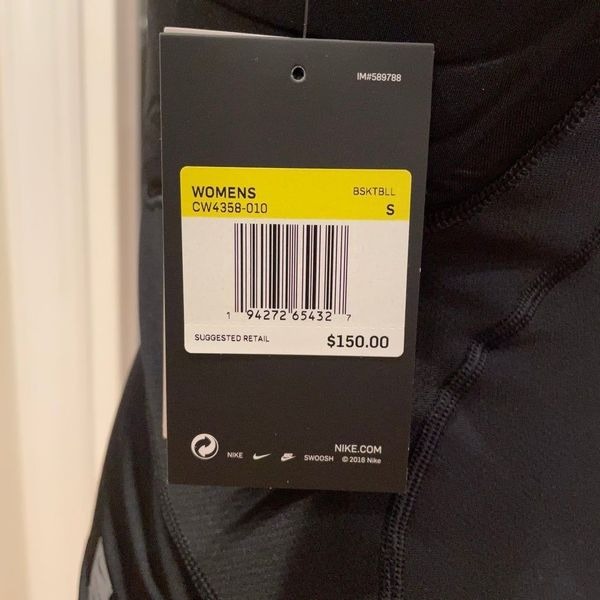 IM#589788
WOMENS BSKTBLL
CW4358-010 S
1 94272 65432 7
SUGGESTED RETAIL $150.00
NIKE.COM
NIKE SWOOSH © 2018 Nike